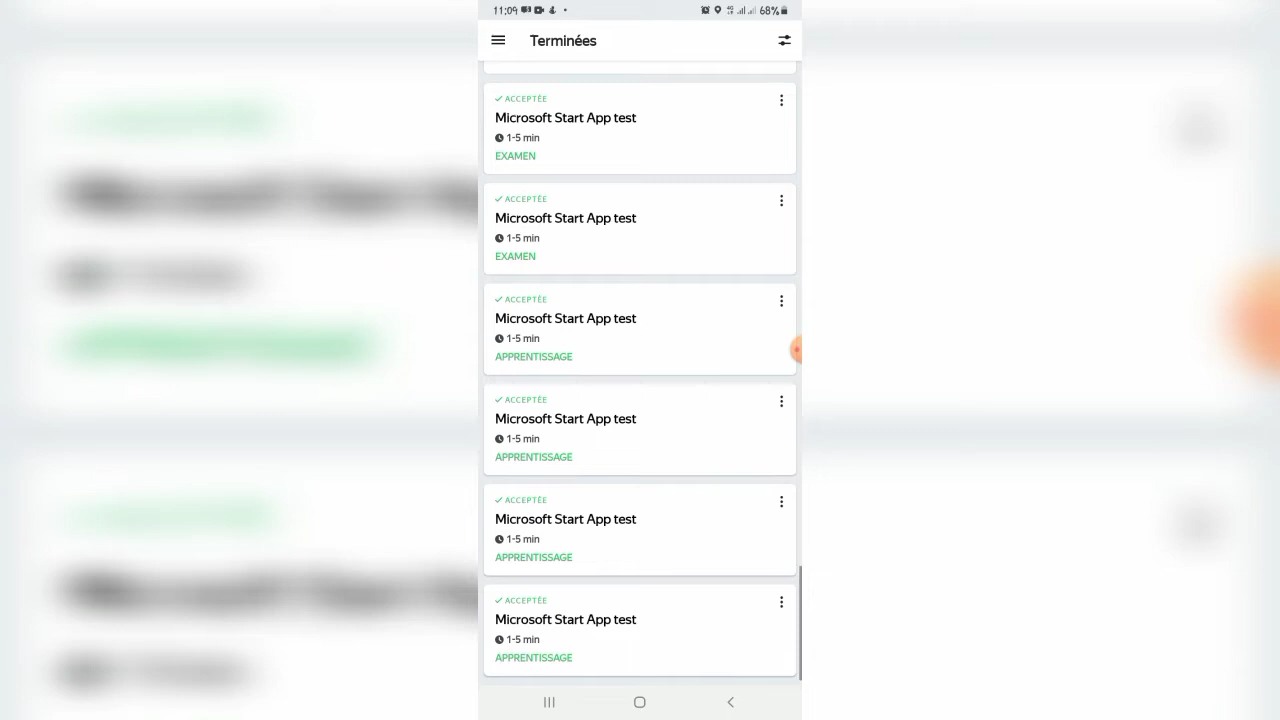 11:09
68%
Terminées
ACCEPTÉE
Microsoft Start App test
1-5 min
EXAMEN
ACCEPTÉE
Microsoft Start App test
1-5 min
EXAMEN
ACCEPTÉE
Microsoft Start App test
1-5 min
APPRENTISSAGE
ACCEPTÉE
Microsoft Start App test
1-5 min
APPRENTISSAGE
ACCEPTÉE
Microsoft Start App test
1-5 min
APPRENTISSAGE
ACCEPTÉE
Microsoft Start App test
1-5 min
APPRENTISSAGE